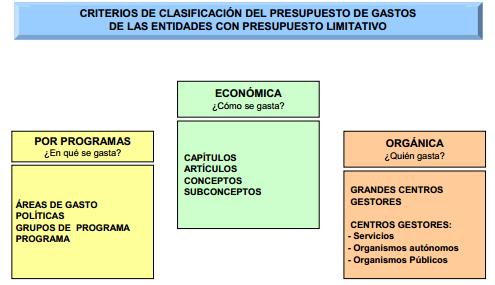 CRITERIOS DE CLASIFICACIÓN DEL PRESUPUESTO DE GASTOS
DE LAS ENTIDADES CON PRESUPUESTO LIMITATIVO
POR PROGRAMAS
¿En qué se gasta?
ÁREAS DE GASTO
POLÍTICAS
GRUPOS DE PROGRAMA
PROGRAMA
ECONÓMICA
¿Cómo se gasta?
CAPÍTULOS
ARTÍCULOS
CONCEPTOS
SUBCONCEPTOS
ORGÁNICA
¿Quién gasta?
GRANDES CENTROS
GESTORES
CENTROS GESTORES:
- Servicios
- Organismos autónomos
- Organismos Públicos